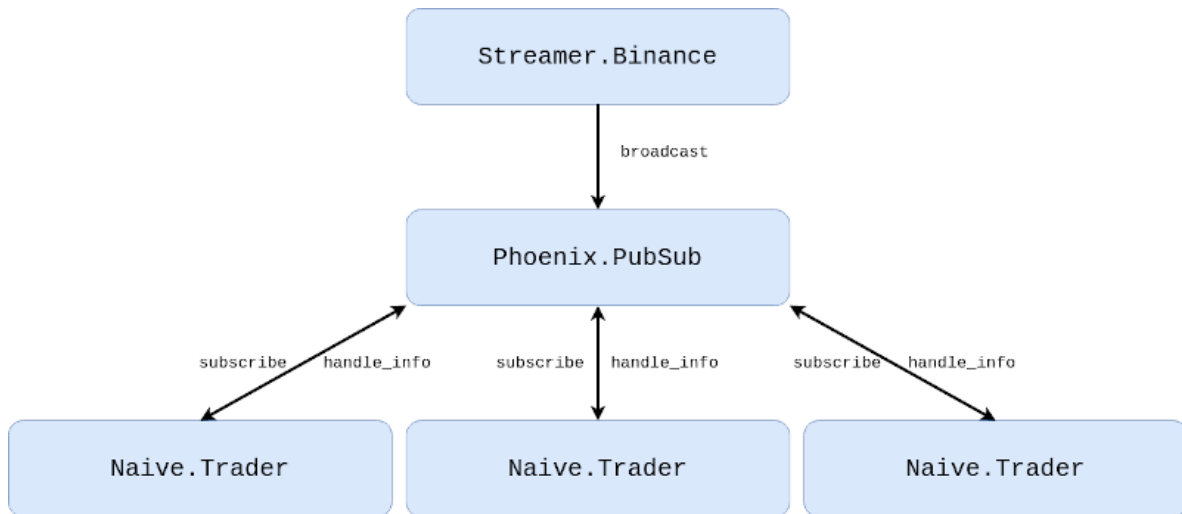 Streamer.Binance
broadcast
Phoenix.PubSub
subscribe handle_info subscribe handle_info subscribe handle_info
Naive.Trader Naive.Trader Naive.Trader